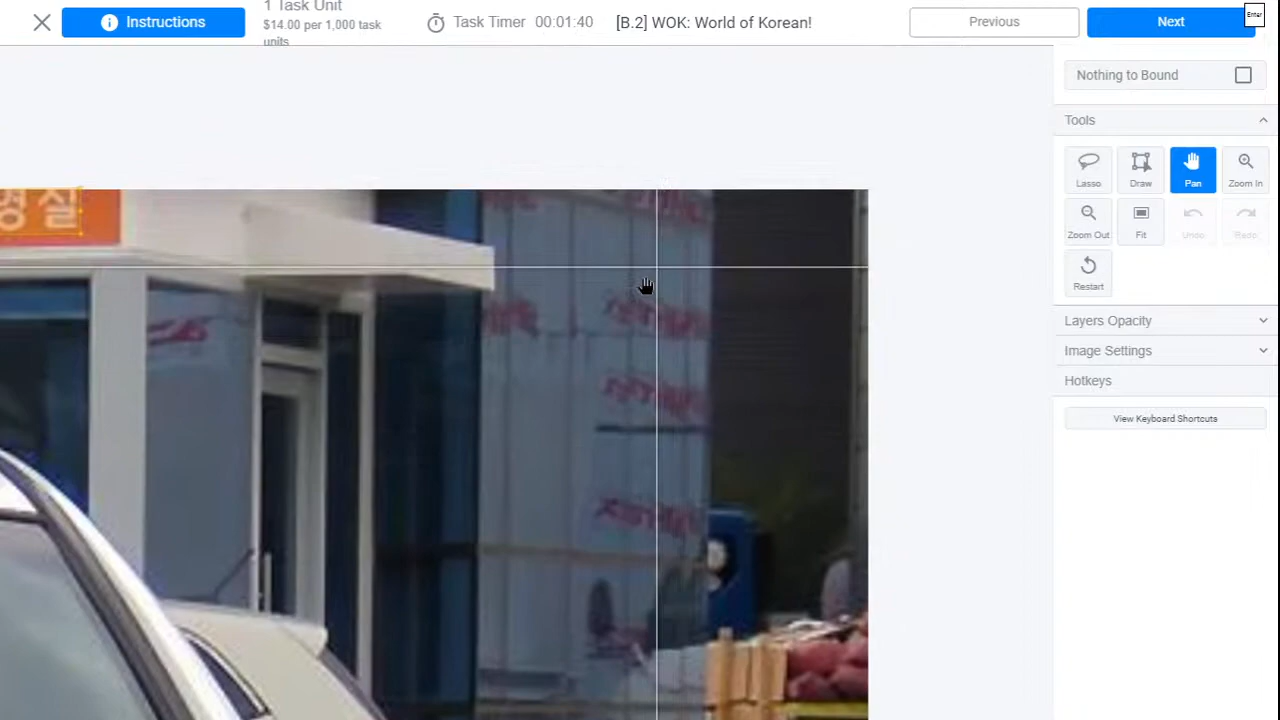 Instructions
1 Task Unit
$14.00 per 1,000 task
units
Task Timer 00:01:40
[B.2] WOK: World of Korean!
Previous
Next
Enter
Nothing to Bound
Tools
Lasso
Draw
Pan
Zoom In
Zoom Out
Fit
Undo
Redo
Restart
Layers Opacity
Image Settings
Hotkeys
View Keyboard Shortcuts